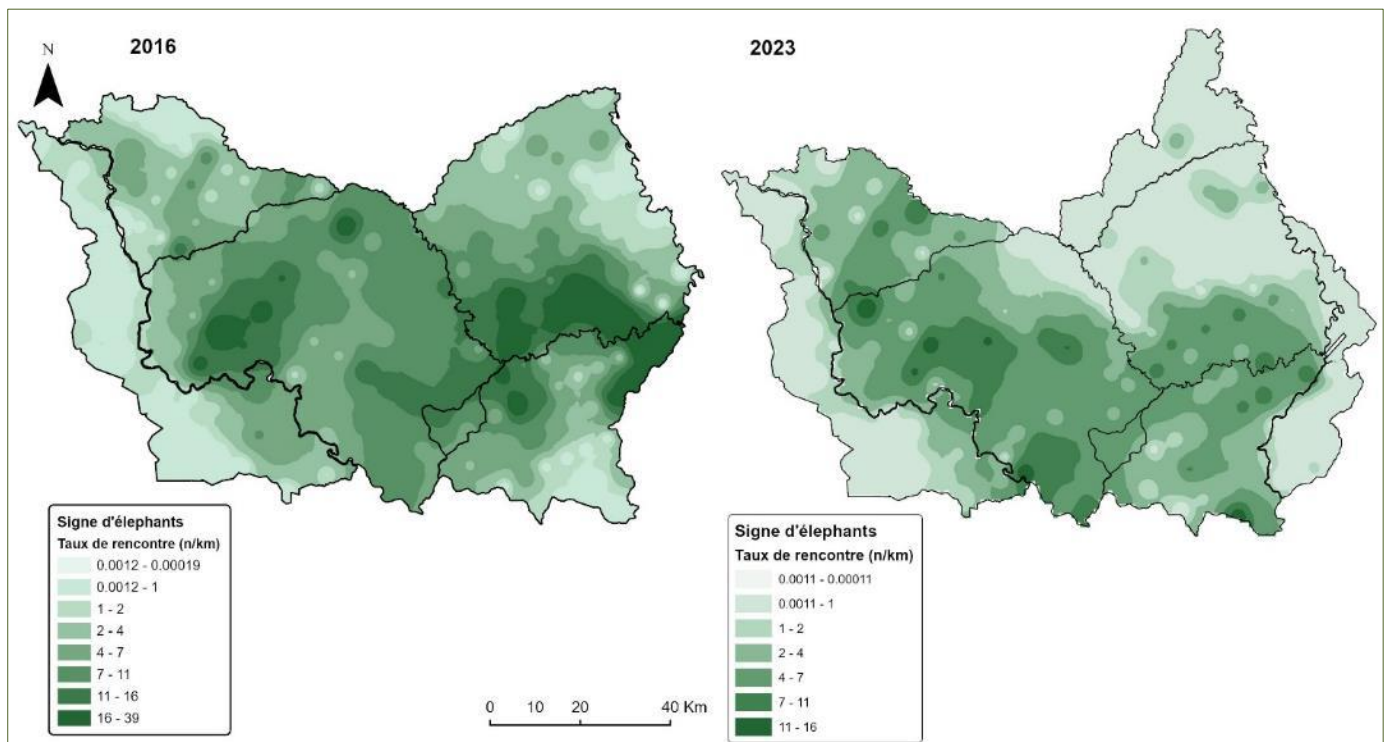 2016
N
2023
Signe d'élephants
Taux de rencontre (n/km)
0.0012 - 0.00019
0.0012 - 1
1 - 2
2 - 4
4 - 7
7 - 11
11 - 16
16 - 39
0 10 20 40 Km
Signe d'élephants
Taux de rencontre (n/km)
0.0011 - 0.00011
0.0011 - 1
1 - 2
2 - 4
4 - 7
7 - 11
11 - 16